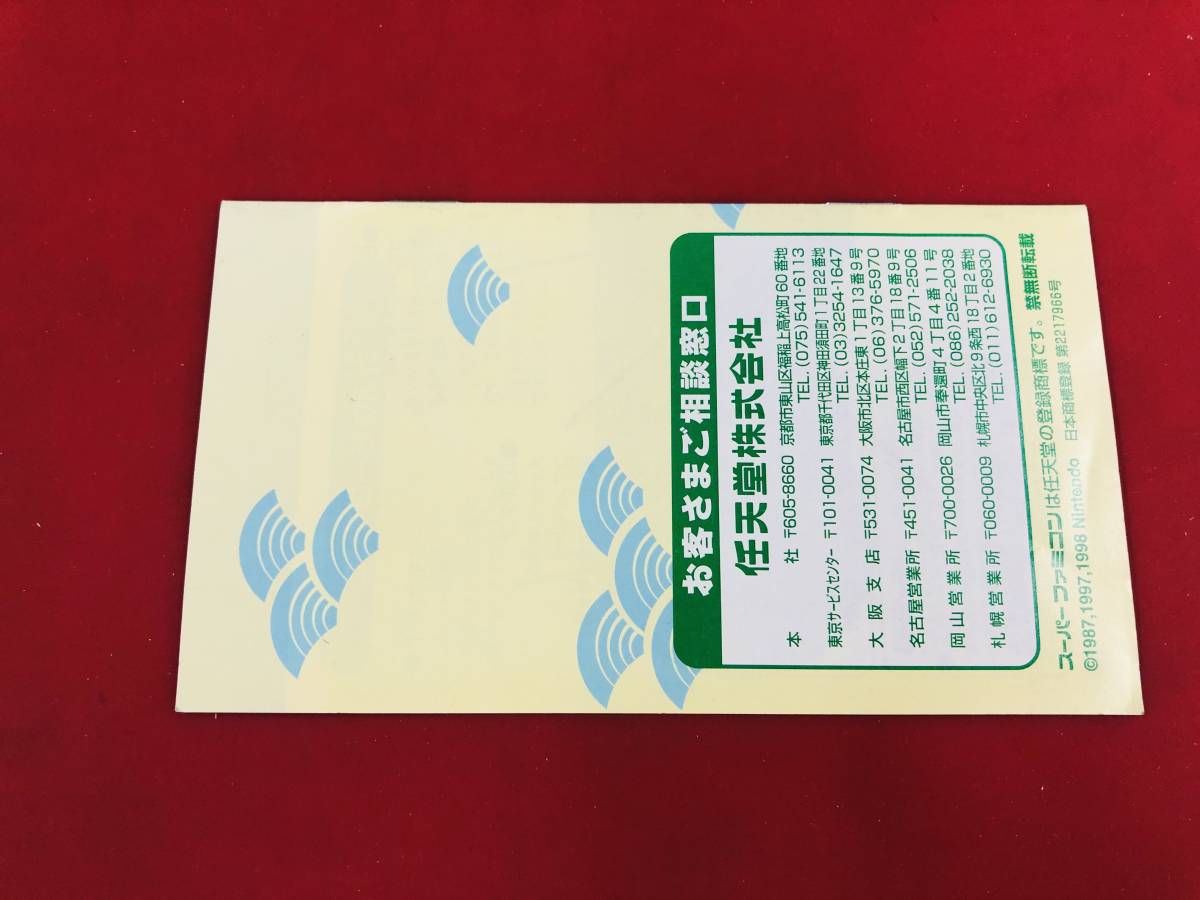 お客さまご相談窓口
任天堂株式会社
本社 〒605-8660 京都市東山区福稲上高松町60番地
TEL.(075)541-6113
東京サービスセンター 〒101-0041 東京都千代田区神田須田町1丁目22番地
TEL.(03)3254-1647
大阪支店 〒531-0074 大阪市北区本庄東1丁目13番9号
TEL.(06)376-5970
名古屋営業所 〒451-0041 名古屋市西区幅下2丁目18番9号
TEL.(052)571-2506
岡山営業所 〒700-0026 岡山市奉還町4丁目4番11号
TEL.(086)252-2038
札幌営業所 〒060-0009 札幌市中央区北9条西18丁目2番地
TEL.(011)612-6930
スーパーファミコンは任天堂の登録商標です。禁無断転載
©1987,1997,1998 Nintendo 日本商標登録 第2217966号